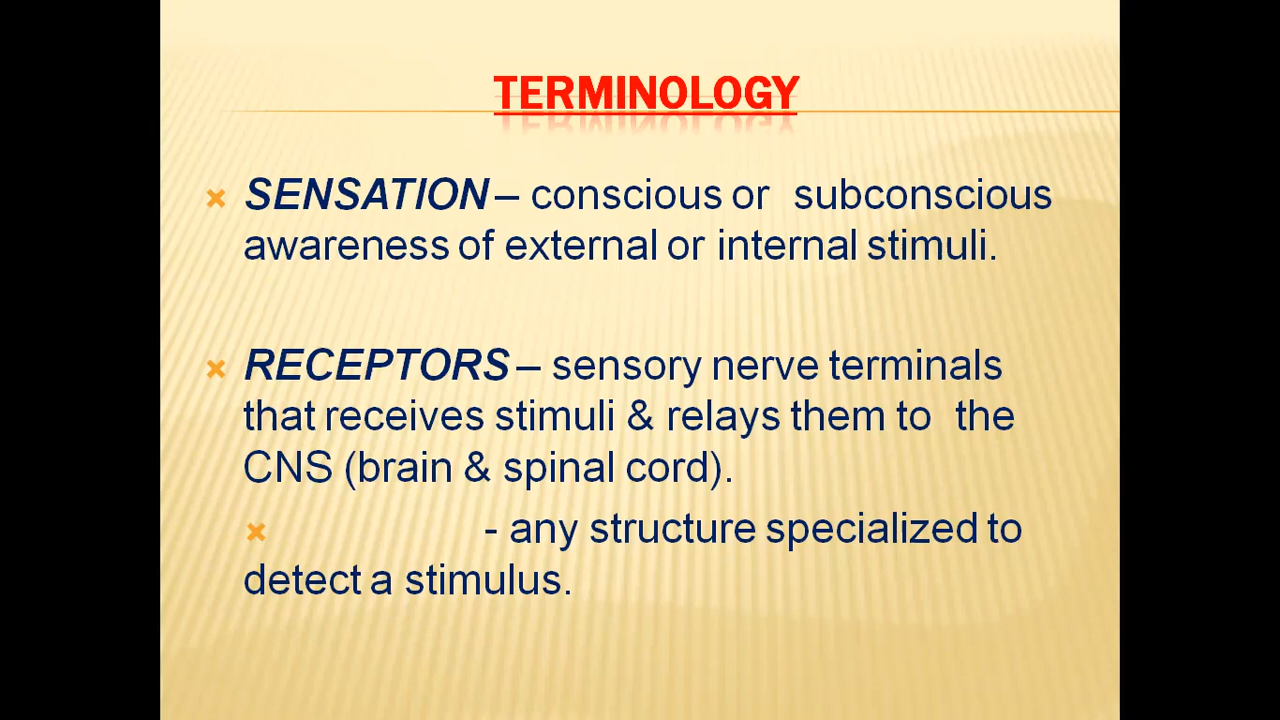 TERMINOLOGY
SENSATION – conscious or subconscious
awareness of external or internal stimuli.
RECEPTORS – sensory nerve terminals
that receives stimuli & relays them to the
CNS (brain & spinal cord).
- any structure specialized to
detect a stimulus.